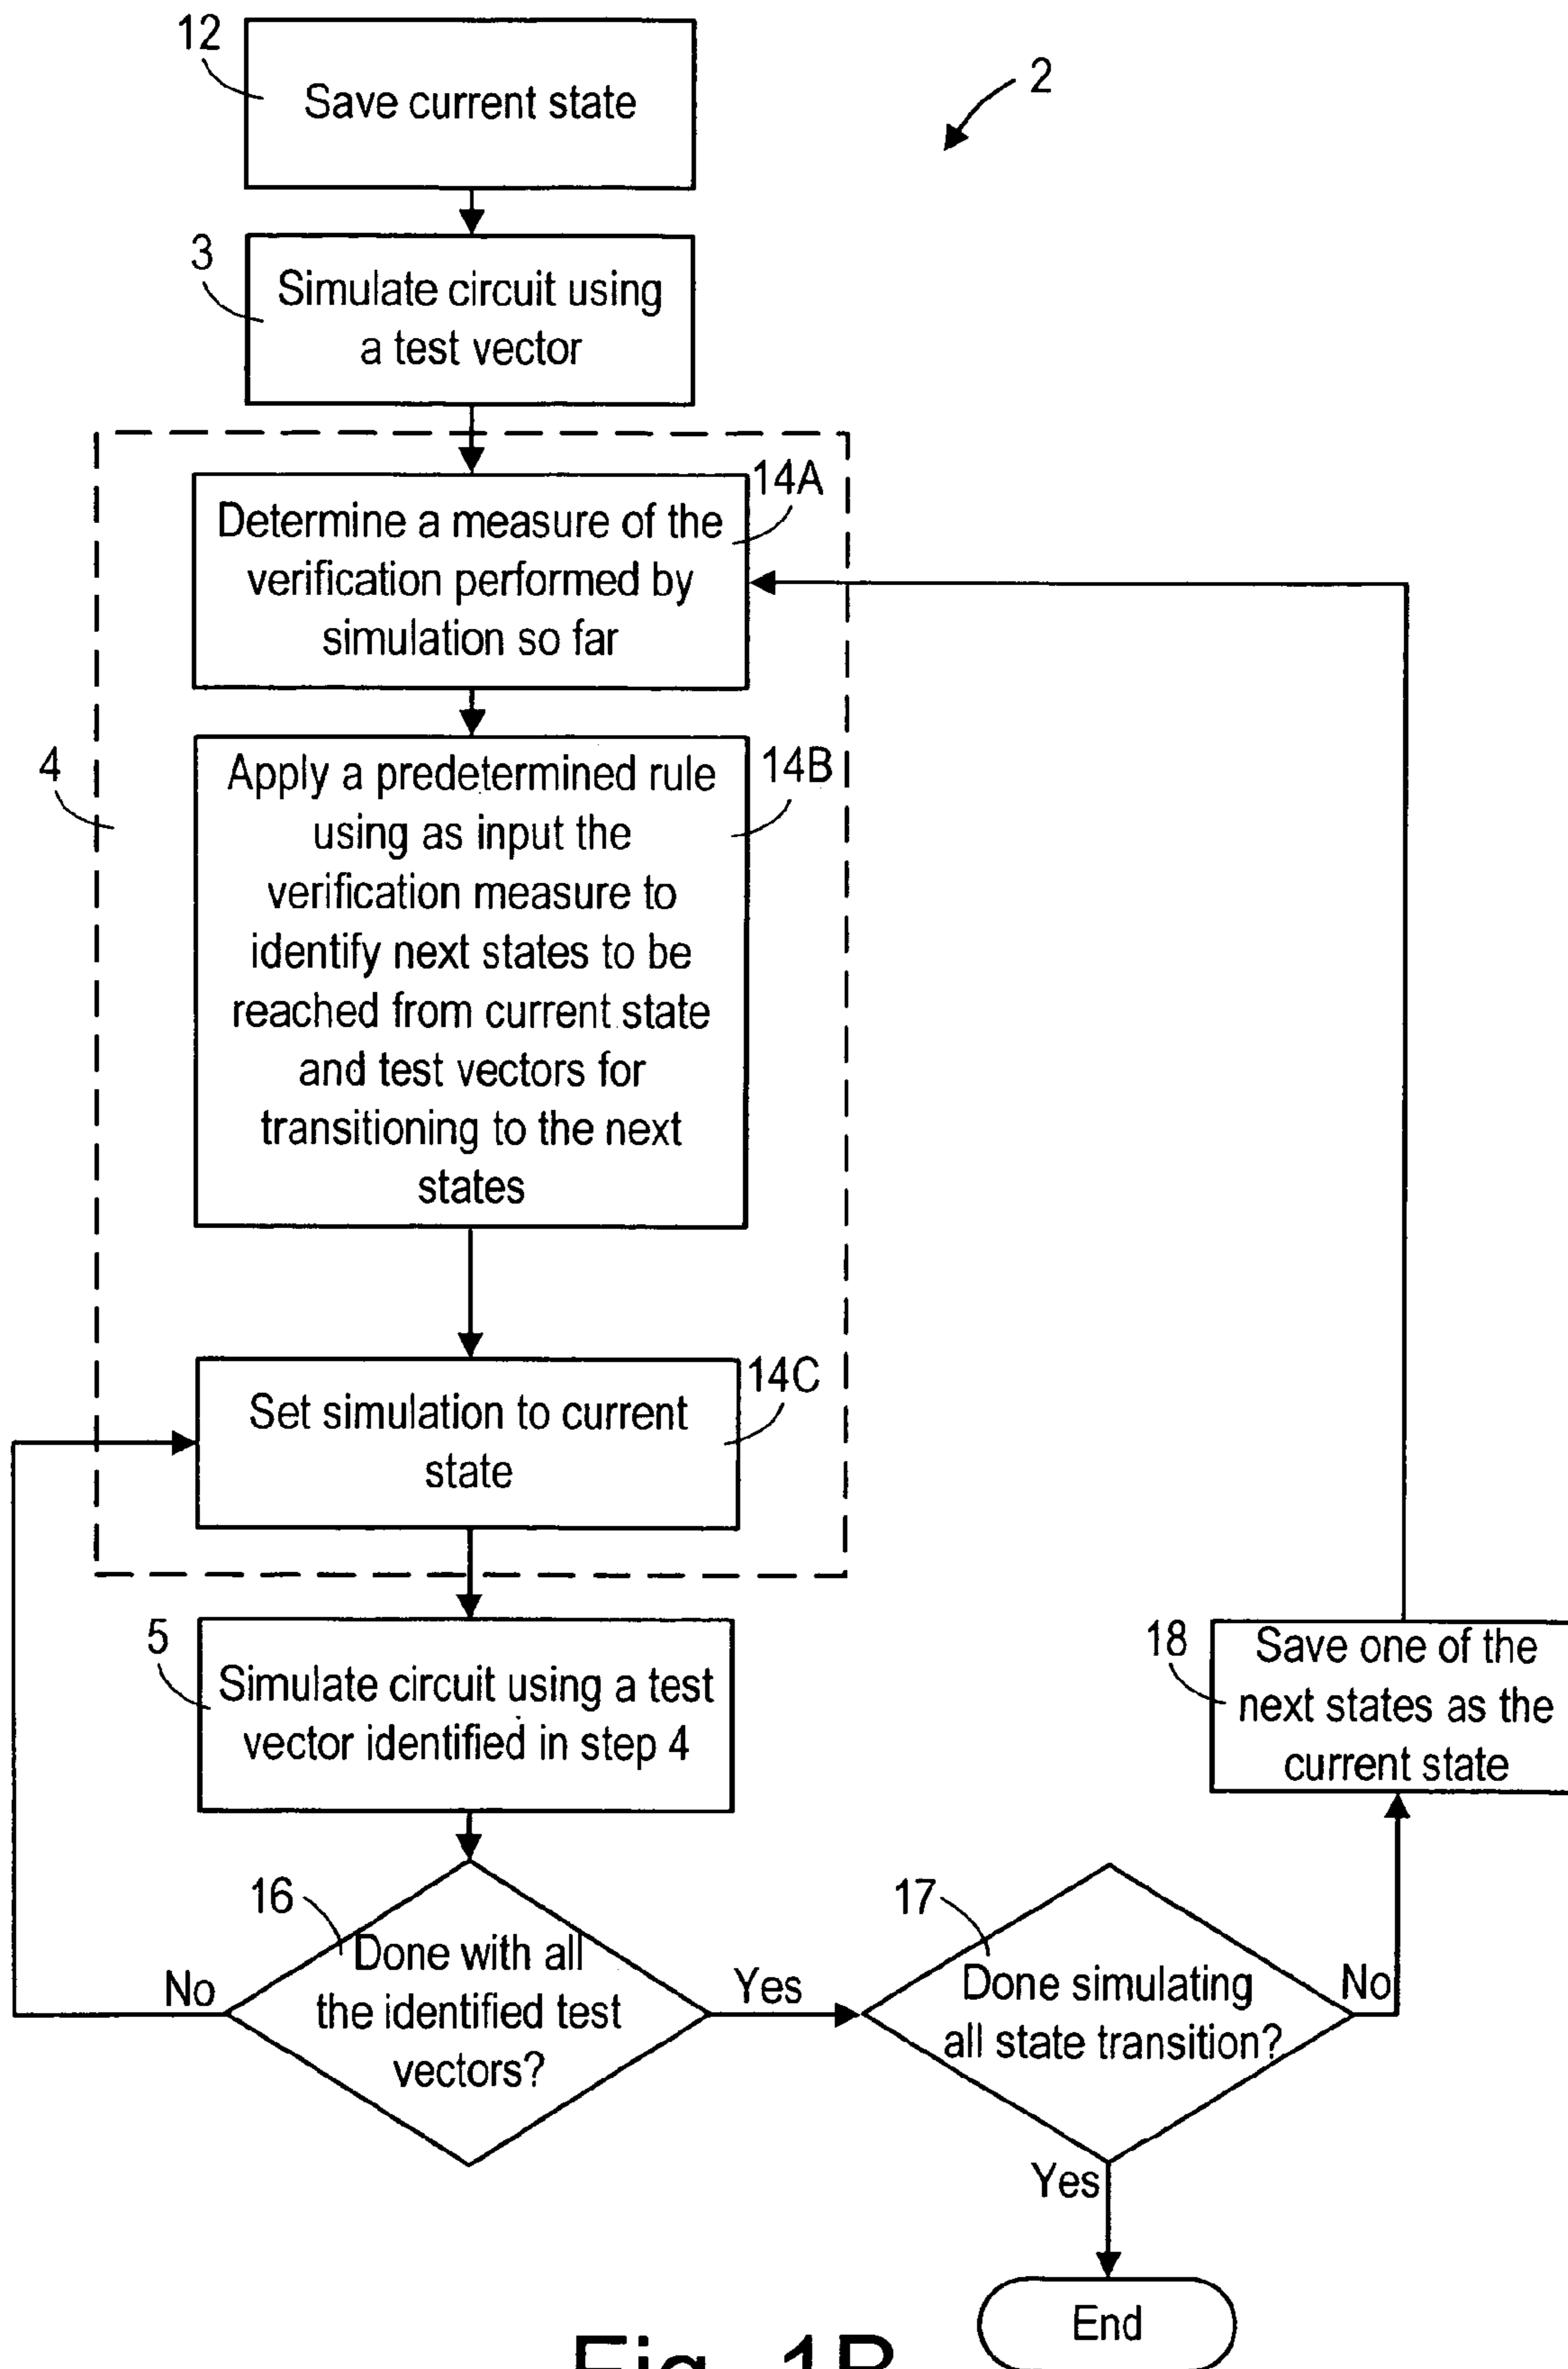 12
Save current state
2
3
Simulate circuit using
a test vector
14A
Determine a measure of the
verification performed by
simulation so far
4
14B
Apply a predetermined rule
using as input the
verification measure to
identify next states to be
reached from current state
and test vectors for
transitioning to the next
states
14C
Set simulation to current
state
5
Simulate circuit using a test
vector identified in step 4
18
Save one of the
next states as the
current state
16
Done with all
the identified test
vectors?
No
Yes
17
Done simulating
all state transition?
No
Yes
End
Fig. 1B